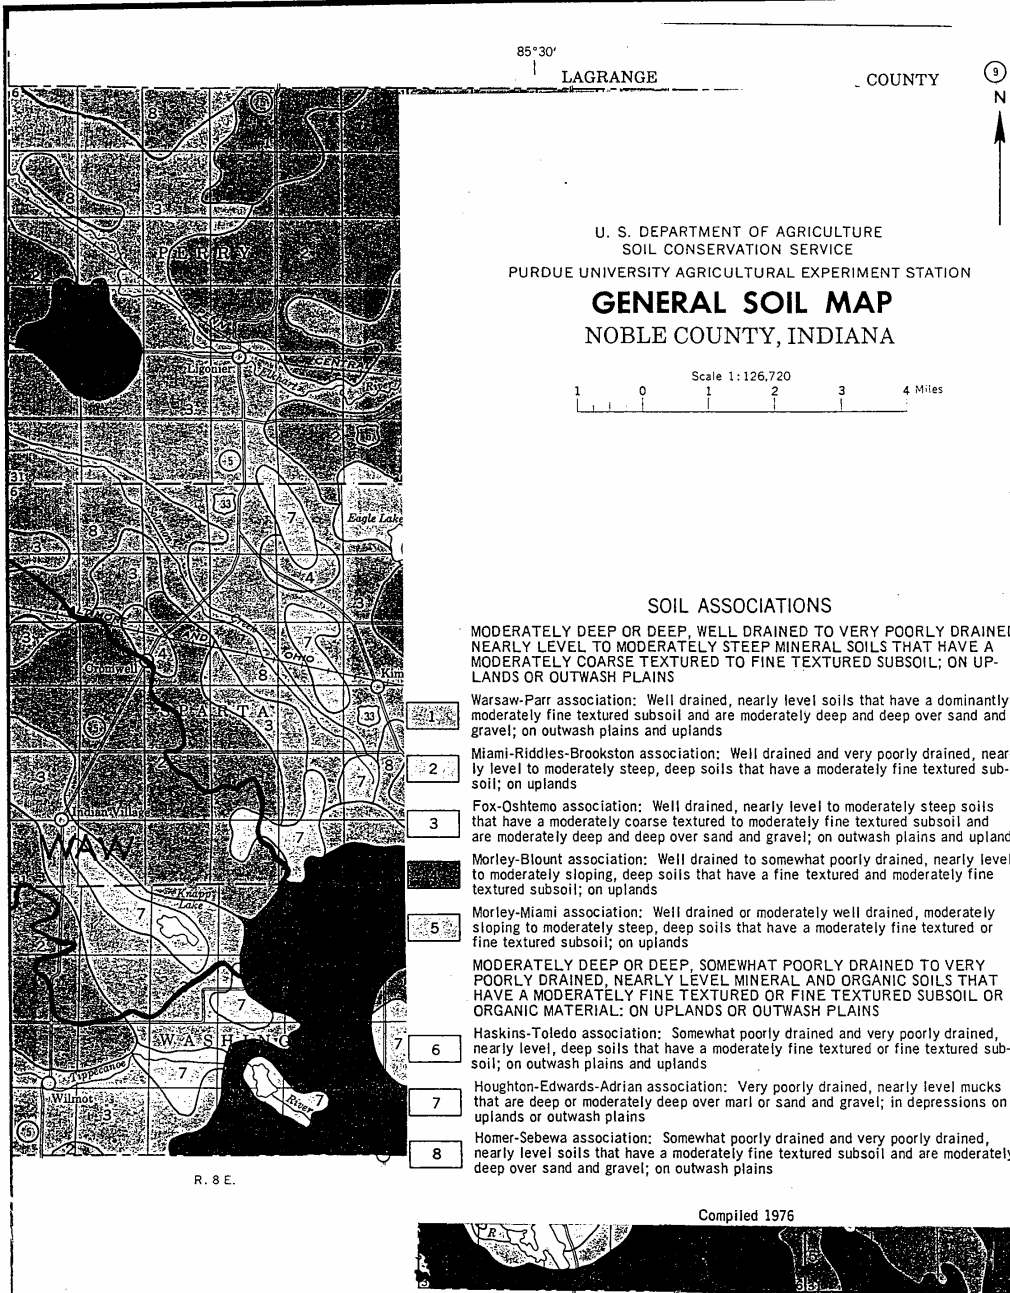 85°30'
LAGRANGE COUNTY
9
N
U. S. DEPARTMENT OF AGRICULTURE
SOIL CONSERVATION SERVICE
PURDUE UNIVERSITY AGRICULTURAL EXPERIMENT STATION
GENERAL SOIL MAP
NOBLE COUNTY, INDIANA
Scale 1:126,720
1 0 1 2 3 4 Miles
PERRY
Ligonier
Elkhart
River
5
33
7
Eagle Lake
8
3
4
Cromwell
OHIO
Kim
SPARTA
33
Indian Villa
WAW
Knapp
Lake
7
WASHING
Tippecanoe
River
Wilmot
R. 8 E.
SOIL ASSOCIATIONS
MODERATELY DEEP OR DEEP, WELL DRAINED TO VERY POORLY DRAINED
NEARLY LEVEL TO MODERATELY STEEP MINERAL SOILS THAT HAVE A
MODERATELY COARSE TEXTURED TO FINE TEXTURED SUBSOIL; ON UP-
LANDS OR OUTWASH PLAINS
1
Warsaw-Parr association: Well drained, nearly level soils that have a dominantly
moderately fine textured subsoil and are moderately deep and deep over sand and
gravel; on outwash plains and uplands
2
Miami-Riddles-Brookston association: Well drained and very poorly drained, near
ly level to moderately steep, deep soils that have a moderately fine textured sub-
soil; on uplands
3
Fox-Oshtemo association: Well drained, nearly level to moderately steep soils
that have a moderately coarse textured to moderately fine textured subsoil and
are moderately deep and deep over sand and gravel; on outwash plains and upland
Morley-Blount association: Well drained to somewhat poorly drained, nearly level
to moderately sloping, deep soils that have a fine textured and moderately fine
textured subsoil; on uplands
5
Morley-Miami association: Well drained or moderately well drained, moderately
sloping to moderately steep, deep soils that have a moderately fine textured or
fine textured subsoil; on uplands
MODERATELY DEEP OR DEEP, SOMEWHAT POORLY DRAINED TO VERY
POORLY DRAINED, NEARLY LEVEL MINERAL AND ORGANIC SOILS THAT
HAVE A MODERATELY FINE TEXTURED OR FINE TEXTURED SUBSOIL OR
ORGANIC MATERIAL: ON UPLANDS OR OUTWASH PLAINS
6
Haskins-Toledo association: Somewhat poorly drained and very poorly drained,
nearly level, deep soils that have a moderately fine textured or fine textured sub-
soil; on outwash plains and uplands
7
Houghton-Edwards-Adrian association: Very poorly drained, nearly level mucks
that are deep or moderately deep over marl or sand and gravel; in depressions on
uplands or outwash plains
8
Homer-Sebewa association: Somewhat poorly drained and very poorly drained,
nearly level soils that have a moderately fine textured subsoil and are moderately
deep over sand and gravel; on outwash plains
Compiled 1976
R